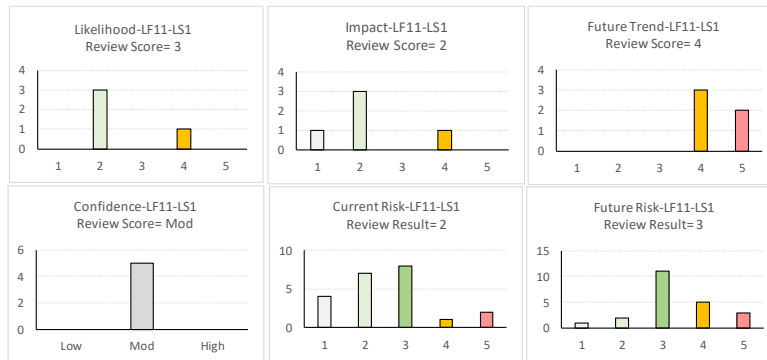 Likelihood-LF11-LS1
Review Score= 3
4
3
2
1
0
1 2 3 4 5
Impact-LF11-LS1
Review Score= 2
4
3
2
1
0
1 2 3 4 5
Future Trend-LF11-LS1
Review Score= 4
4
3
2
1
0
1 2 3 4 5
Confidence-LF11-LS1
Review Score= Mod
6
4
2
0
Low Mod High
Current Risk-LF11-LS1
Review Result= 2
10
5
0
1 2 3 4 5
Future Risk-LF11-LS1
Review Result= 3
15
10
5
0
1 2 3 4 5